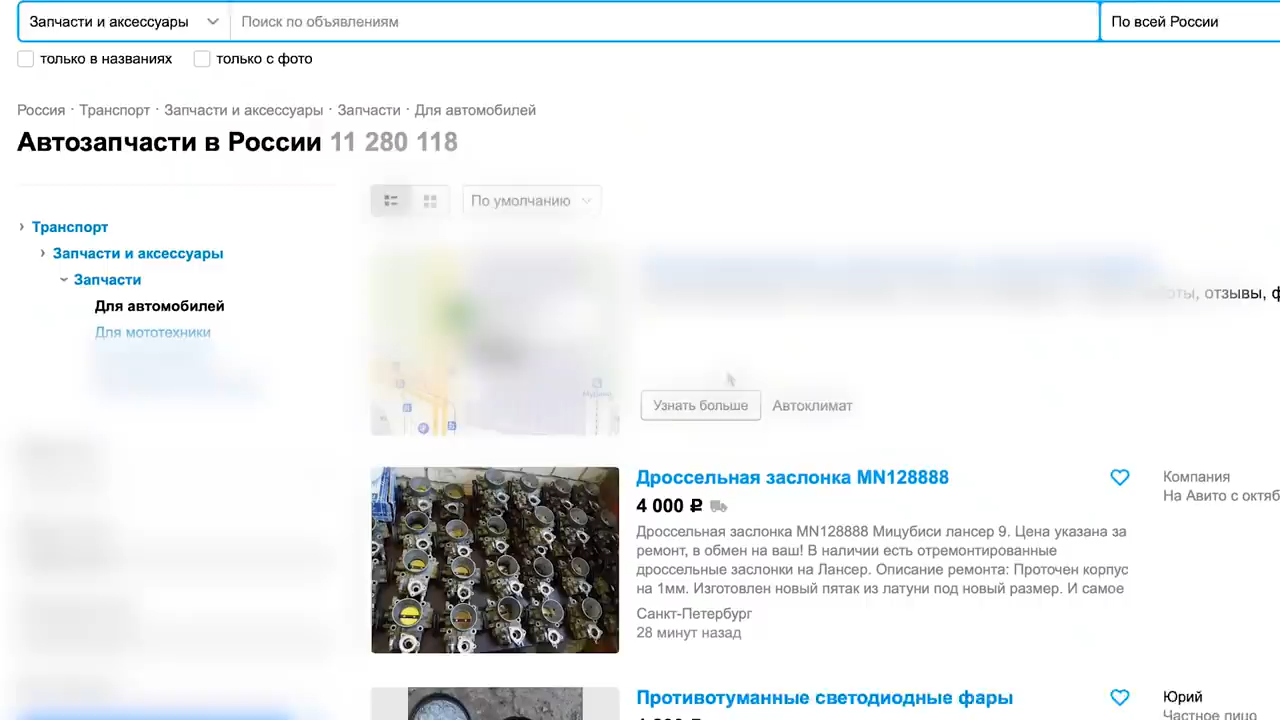 Запчасти и аксессуары
Поиск по объявлениям
По всей России
только в названиях
только с фото
Россия · Транспорт · Запчасти и аксессуары · Запчасти · Для автомобилей
Автозапчасти в России 11 280 118
По умолчанию
Транспорт
Запчасти и аксессуары
Запчасти
Для автомобилей
Для мототехники
отзывы,
Узнать больше
Автоклимат
Дроссельная заслонка MN128888
4 000 ₽
Дроссельная заслонка MN128888 Мицубиси лансер 9. Цена указана за
ремонт, в обмен на ваш! В наличии есть отремонтированные
дроссельные заслонки на Лансер. Описание ремонта: Проточен корпус
на 1мм. Изготовлен новый пятак из латуни под новый размер. И самое
Санкт-Петербург
28 минут назад
Компания
На Авито с октяб
Противотуманные светодиодные фары
Юрий
Частное лицо